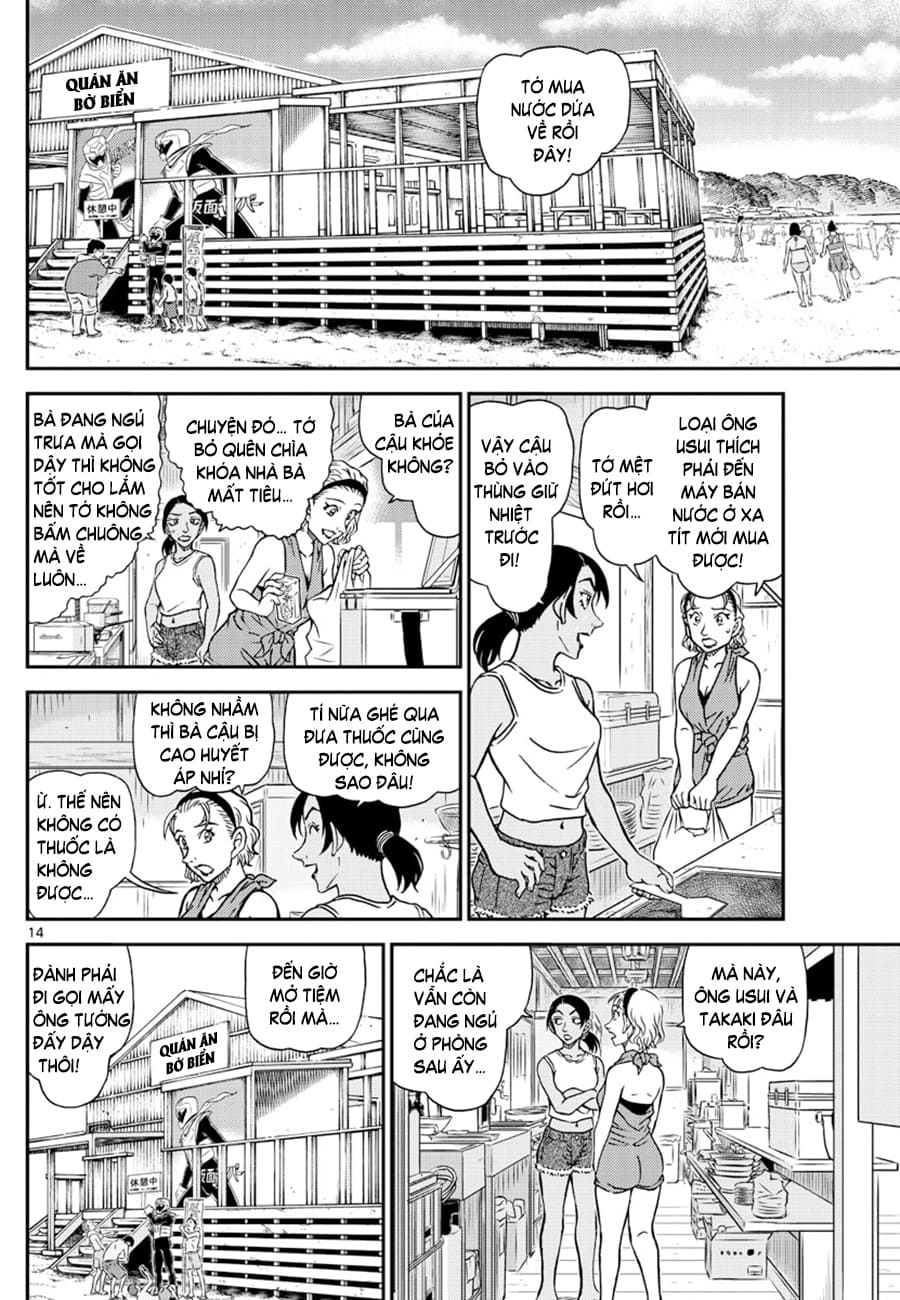 QUÁN ĂN
BỜ BIỂN
TỚ MUA
NƯỚC DỨA
VỀ RỒI
ĐÂY!
休憩中
仮面
LOẠI ÔNG
USUI THÍCH
PHẢI ĐẾN
MÁY BÁN
NƯỚC Ở XA
TÍT MỚI MUA
ĐƯỢC!
TỚ MỆT
ĐỨT HƠI
RỒI...
VẬY CẬU
BỎ VÀO
THÙNG GIỮ
NHIỆT
TRƯỚC
ĐI!
BÀ CỦA
CẬU KHỎE
KHÔNG?
CHUYỆN ĐÓ... TỚ
BỎ QUÊN CHÌA
KHÓA NHÀ BÀ
MẤT TIÊU...
BÀ ĐANG NGỦ
TRƯA MÀ GỌI
DẬY THÌ KHÔNG
TỐT CHO LẮM
NÊN TỚ KHÔNG
BẤM CHUÔNG
MÀ VỀ
LUÔN...
TÍ NỮA GHÉ QUA
ĐƯA THUỐC CŨNG
ĐƯỢC, KHÔNG
SAO ĐÂU!
KHÔNG NHẦM
THÌ BÀ CẬU BỊ
CAO HUYẾT
ÁP NHỈ?
Ừ. THẾ NÊN
KHÔNG CÓ
THUỐC LÀ
KHÔNG
ĐƯỢC...
14
MÀ NÀY,
ÔNG USUI VÀ
TAKAKI ĐÂU
RỒI?
CHẮC LÀ
VẪN CÒN
ĐANG NGỦ
Ở PHÒNG
SAU ẤY...
ĐẾN GIỜ
MỞ TIỆM
RỒI MÀ...
ĐÀNH PHẢI
ĐI GỌI MẤY
ÔNG TƯỚNG
ĐẤY DẬY
THÔI!
QUÁN ĂN
BỜ BIỂN
休憩中
仮面